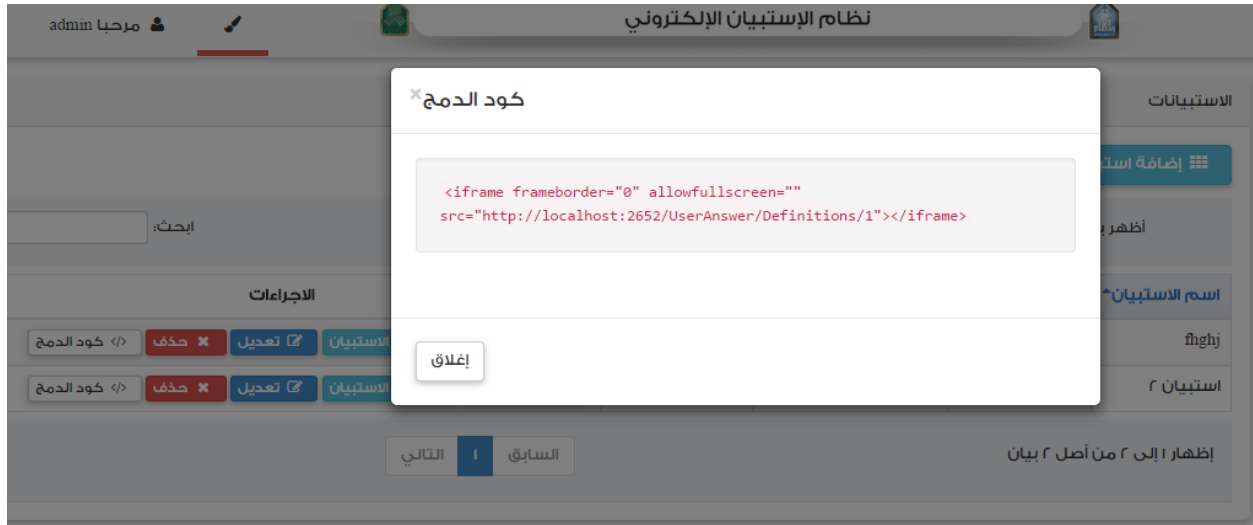 نظام الإستبيان الإلكتروني
مرحبا admin
كود الدمج ×
<iframe frameborder="0" allowfullscreen=""
src="http://localhost:2652/UserAnswer/Definitions/1"></iframe>
إغلاق
الاستبيانات
إضافة
أظهر
ابحث:
اسم الاستبيان
الاجراءات
fhghj
الاستبيان تعديل حذف كود الدمج </>
استبيان ٢
الاستبيان تعديل حذف كود الدمج </>
إظهار ١ إلى ٢ من أصل ٢ بيان
السابق ١ التالي